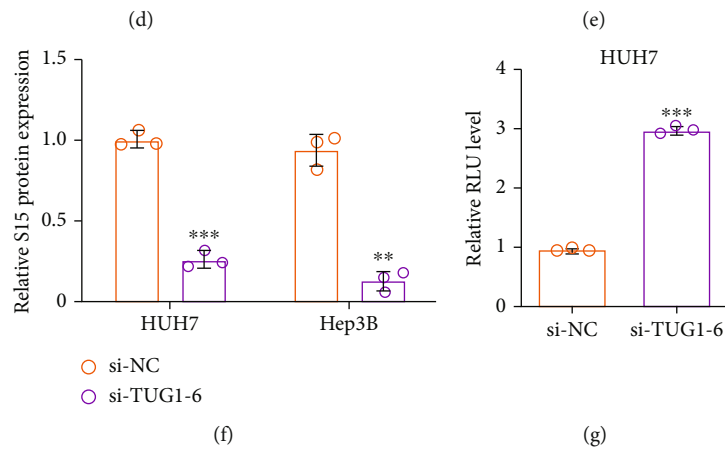 (d)
(e)
Relative S15 protein expression
1.5
1.0
0.5
0
***
**
HUH7
Hep3B
si-NC
si-TUG1-6
(f)
HUH7
Relative RLU level
4
3
2
1
0
***
si-NC
si-TUG1-6
(g)